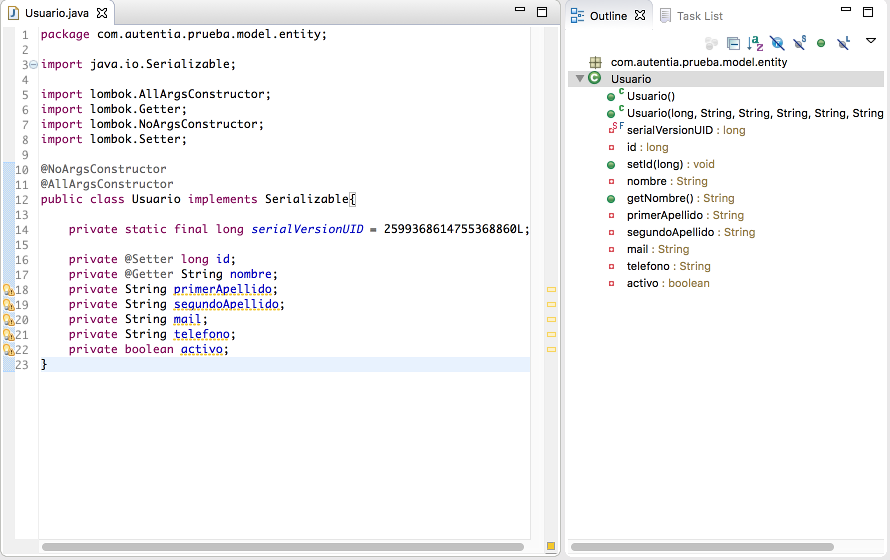 Usuario.java
1 package com.autentia.prueba.model.entity;
2
3 import java.io.Serializable;
4
5 import lombok.AllArgsConstructor;
6 import lombok.Getter;
7 import lombok.NoArgsConstructor;
8 import lombok.Setter;
9
10 @NoArgsConstructor
11 @AllArgsConstructor
12 public class Usuario implements Serializable{
13
14 private static final long serialVersionUID = 2599368614755368860L;
15
16 private @Setter long id;
17 private @Getter String nombre;
18 private String primerApellido;
19 private String segundoApellido;
20 private String mail;
21 private String telefono;
22 private boolean activo;
23 }
Outline
Task List
com.autentia.prueba.model.entity
Usuario
Usuario()
Usuario(long, String, String, String, String, String
serialVersionUID : long
id : long
setId(long) : void
nombre : String
getNombre() : String
primerApellido : String
segundoApellido : String
mail : String
telefono : String
activo : boolean